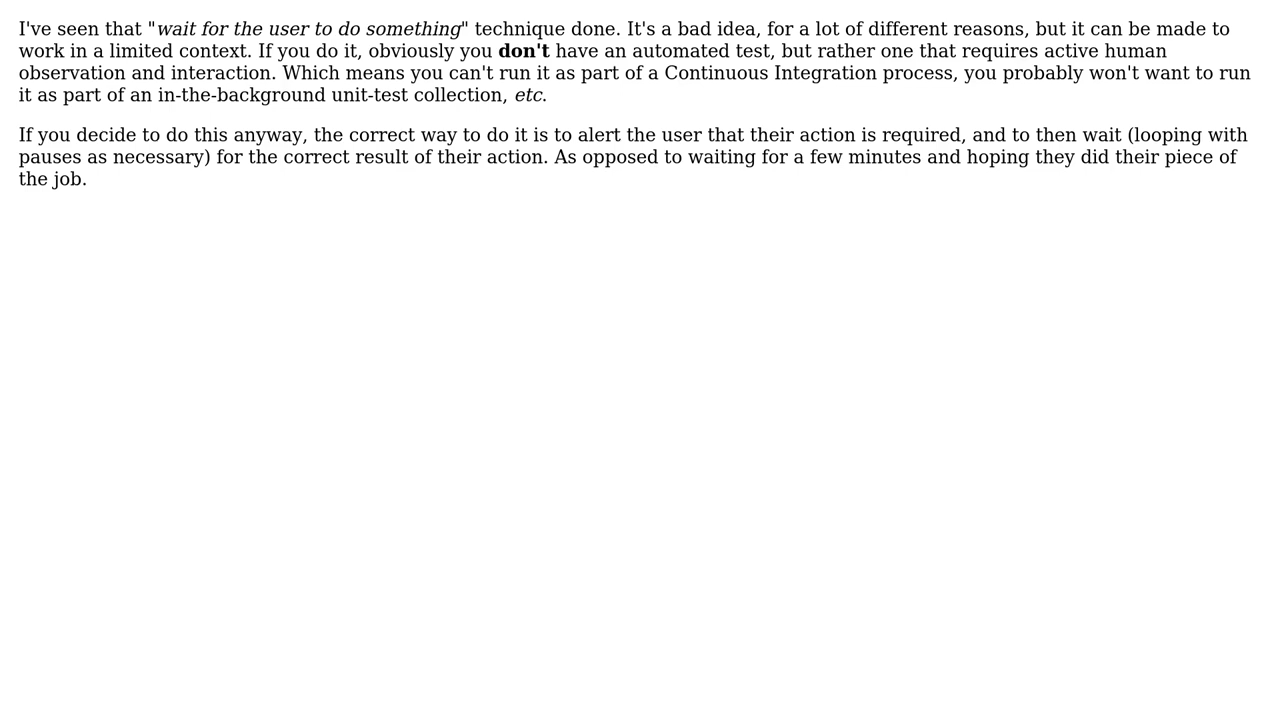 I've seen that "wait for the user to do something" technique done. It's a bad idea, for a lot of different reasons, but it can be made to
work in a limited context. If you do it, obviously you don't have an automated test, but rather one that requires active human
observation and interaction. Which means you can't run it as part of a Continuous Integration process, you probably won't want to run
it as part of an in-the-background unit-test collection, etc.
If you decide to do this anyway, the correct way to do it is to alert the user that their action is required, and to then wait (looping with
pauses as necessary) for the correct result of their action. As opposed to waiting for a few minutes and hoping they did their piece of
the job.